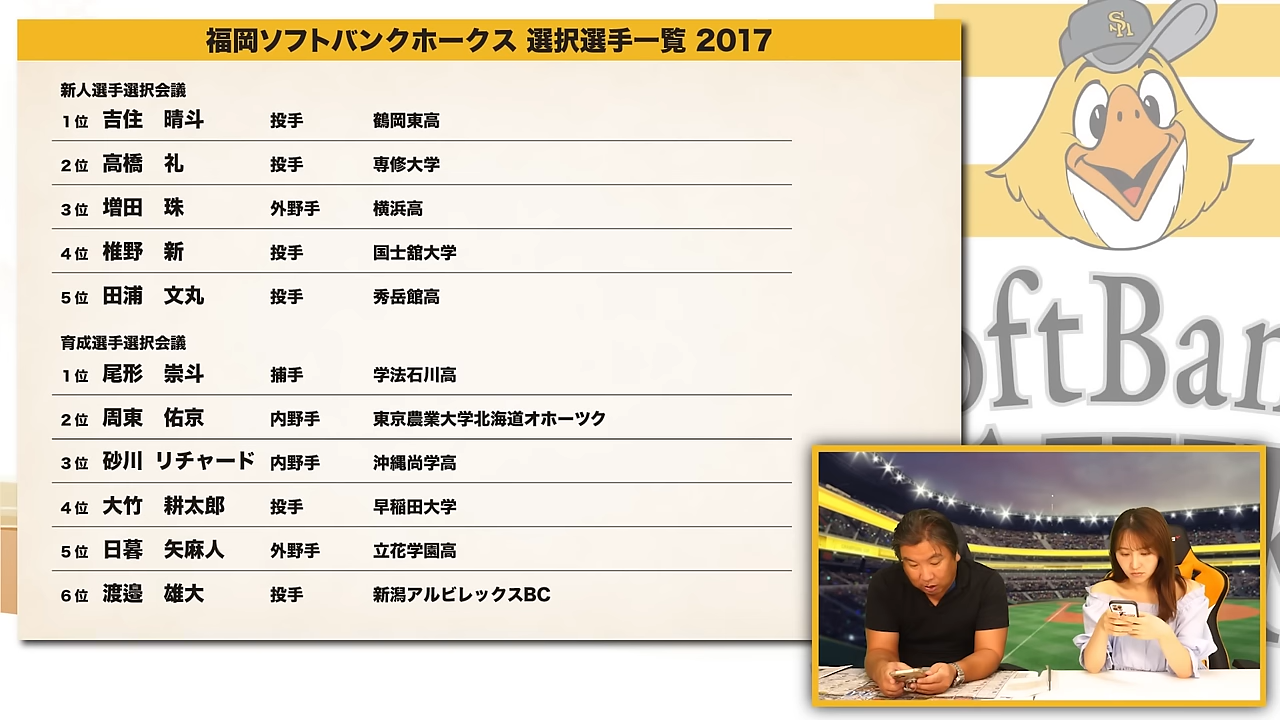 福岡ソフトバンクホークス 選択選手一覧 2017
新人選手選択会議
1位 吉住 晴斗 投手 鶴岡東高
2位 高橋 礼 投手 専修大学
3位 増田 珠 外野手 横浜高
4位 椎野 新 投手 国士舘大学
5位 田浦 文丸 投手 秀岳館高
育成選手選択会議
1位 尾形 崇斗 捕手 学法石川高
2位 周東 佑京 内野手 東京農業大学北海道オホーツク
3位 砂川 リチャード 内野手 沖縄尚学高
4位 大竹 耕太郎 投手 早稲田大学
5位 日暮 矢麻人 外野手 立花学園高
6位 渡邉 雄大 投手 新潟アルビレックスBC
SH
oftBan